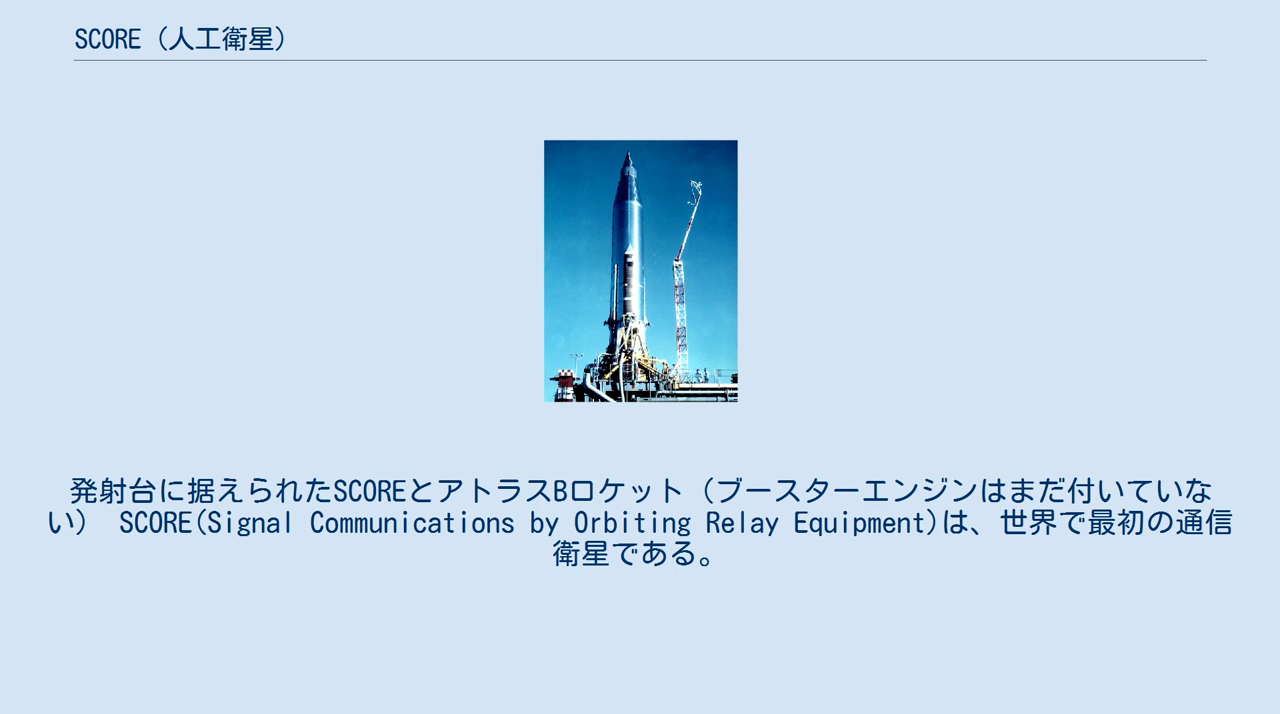 SCORE（人工衛星）
発射台に据えられたSCOREとアトラスBロケット（ブースターエンジンはまだ付いていな
い） SCORE(Signal Communications by Orbiting Relay Equipment)は、世界で最初の通信
衛星である。